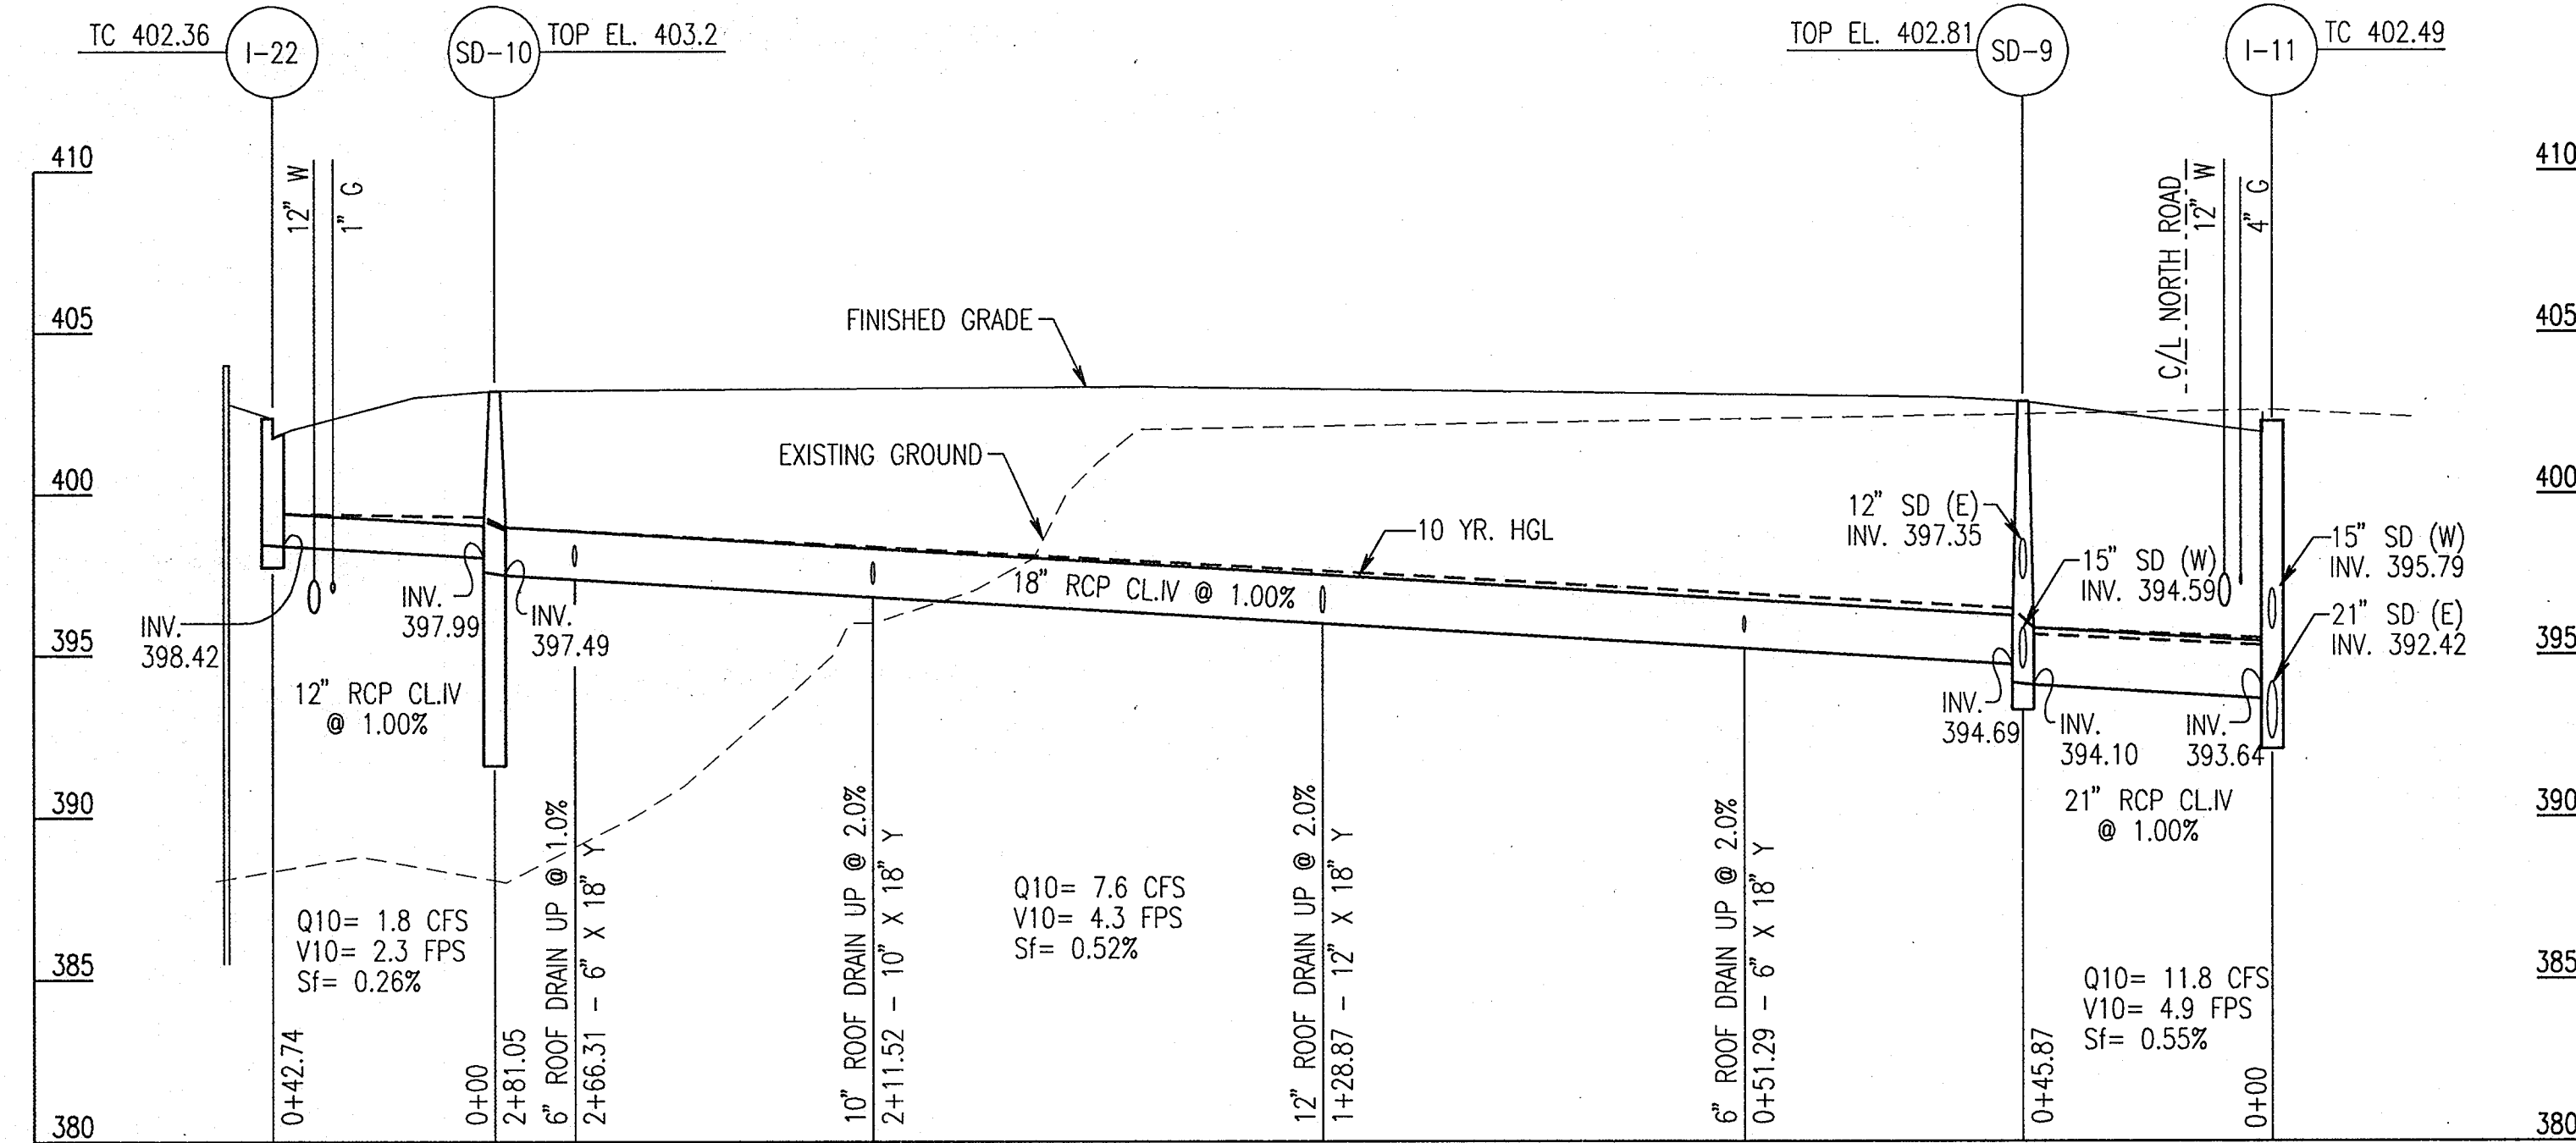 TC 402.36
I-22
SD-10
TOP EL. 403.2
TOP EL. 402.81
SD-9
I-11
TC 402.49
410
405
400
395
390
385
380
410
405
400
395
390
385
380
12" W
1" G
C/L NORTH ROAD
12" W
4" G
FINISHED GRADE
EXISTING GROUND
10 YR. HGL
18" RCP CL.IV @ 1.00%
INV.
398.42
INV.
397.99
INV.
397.49
12" RCP CL.IV
@ 1.00%
12" SD (E)
INV. 397.35
15" SD (W)
INV. 394.59
15" SD (W)
INV. 395.79
21" SD (E)
INV. 392.42
INV.
394.69
INV.
394.10
INV.
393.64
21" RCP CL.IV
@ 1.00%
Q10= 1.8 CFS
V10= 2.3 FPS
Sf= 0.26%
Q10= 7.6 CFS
V10= 4.3 FPS
Sf= 0.52%
Q10= 11.8 CFS
V10= 4.9 FPS
Sf= 0.55%
0+42.74
0+00
2+81.05
6" ROOF DRAIN UP @ 1.0%
2+66.31 - 6" X 18" Y
10" ROOF DRAIN UP @ 2.0%
2+11.52 - 10" X 18" Y
12" ROOF DRAIN UP @ 2.0%
1+28.87 - 12" X 18" Y
6" ROOF DRAIN UP @ 2.0%
0+51.29 - 6" X 18" Y
0+45.87
0+00